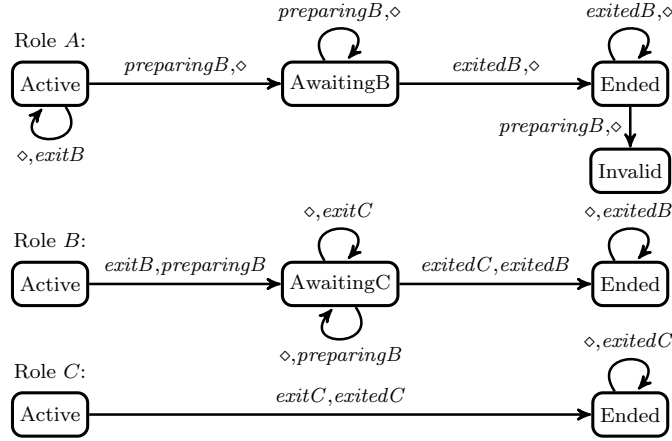 Role A:
preparingB,⋄
exitedB,⋄
Active
preparingB,⋄
AwaitingB
exitedB,⋄
Ended
⋄,exitB
preparingB,⋄
Invalid
Role B:
⋄,exitC
⋄,exitedB
Active
exitB,preparingB
AwaitingC
exitedC,exitedB
Ended
⋄,preparingB
Role C:
⋄,exitedC
Active
exitC,exitedC
Ended